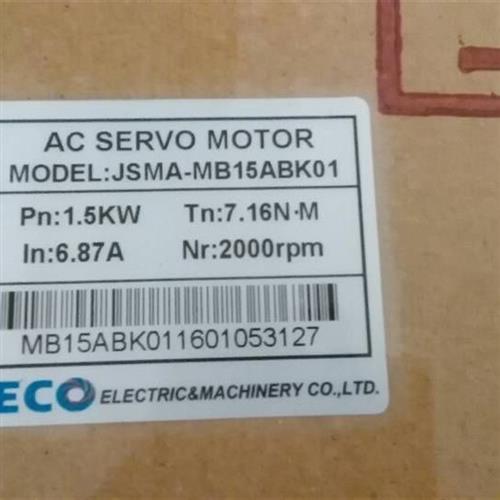 AC SERVO MOTOR
MODEL:JSMA-MB15ABK01
Pn:1.5KW Tn:7.16N·M
In:6.87A Nr:2000rpm
MB15ABK011601053127
ECO ELECTRIC&MACHINERY CO.,LTD.